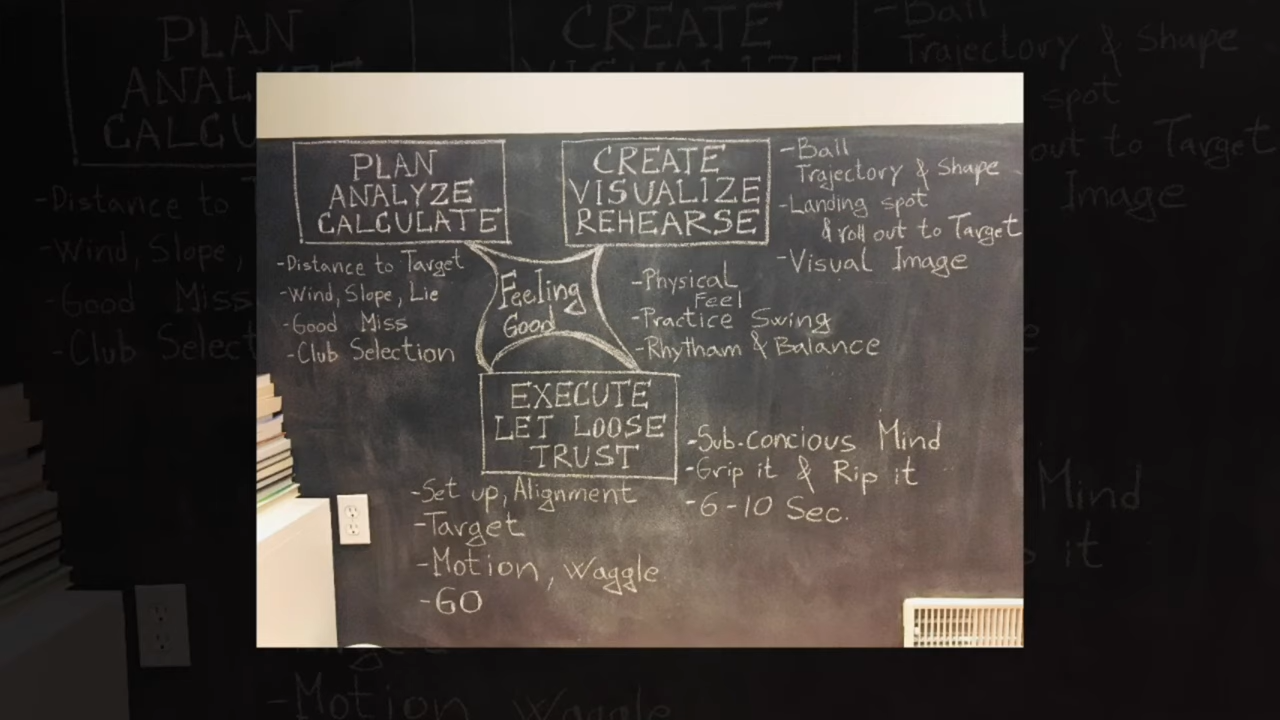 PLAN
ANALYZE
CALCULATE
-Distance to Target
-Wind, Slope, Lie
-Good Miss
-Club Selection
CREATE
VISUALIZE
REHEARSE
-Ball
Trajectory & Shape
-Landing spot
& roll out to Target
-Visual Image
-Physical
Feel
-Practice Swing
-Rhytham & Balance
Feeling
Good
EXECUTE
LET LOOSE
TRUST
-Sub-concious Mind
-Grip it & Rip it
-6-10 Sec.
-Set up, Alignment
-Target
-Motion, Waggle
-GO